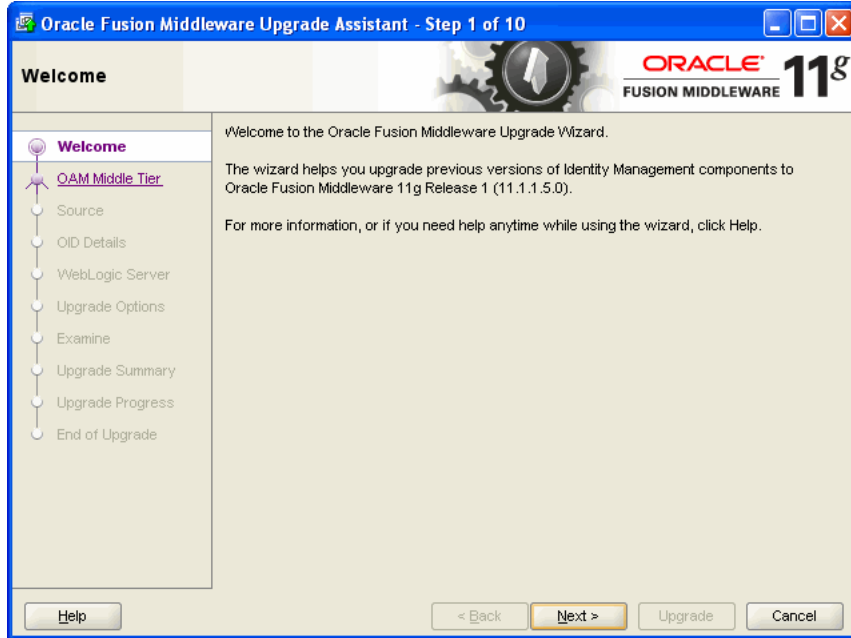 Oracle Fusion Middleware Upgrade Assistant - Step 1 of 10
Welcome
ORACLE
FUSION MIDDLEWARE
11g
Welcome
OAM Middle Tier
Source
OID Details
WebLogic Server
Upgrade Options
Examine
Upgrade Summary
Upgrade Progress
End of Upgrade
Welcome to the Oracle Fusion Middleware Upgrade Wizard.
The wizard helps you upgrade previous versions of Identity Management components to
Oracle Fusion Middleware 11g Release 1 (11.1.1.5.0).
For more information, or if you need help anytime while using the wizard, click Help.
Help
< Back
Next >
Upgrade
Cancel